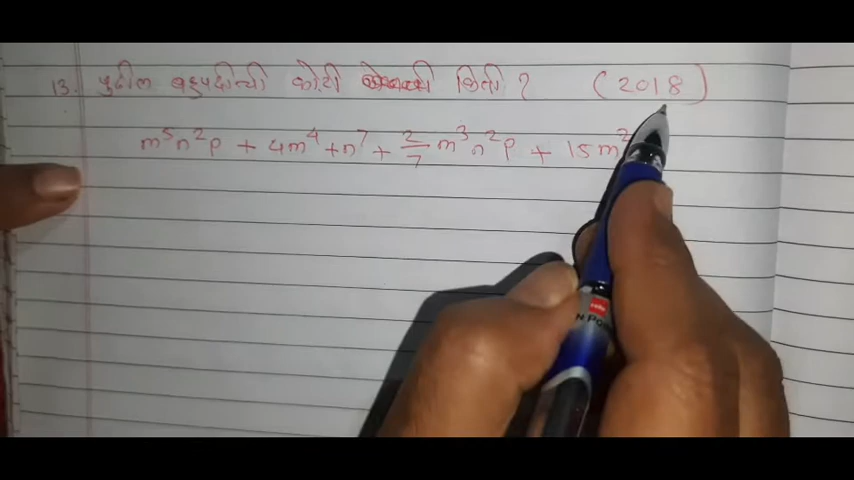 13. पुढील बहुपदीची कोटी किती ? (2018)
m⁵n²p + 4m⁴ + n⁷ + 2/7 m³n²p + 15m²